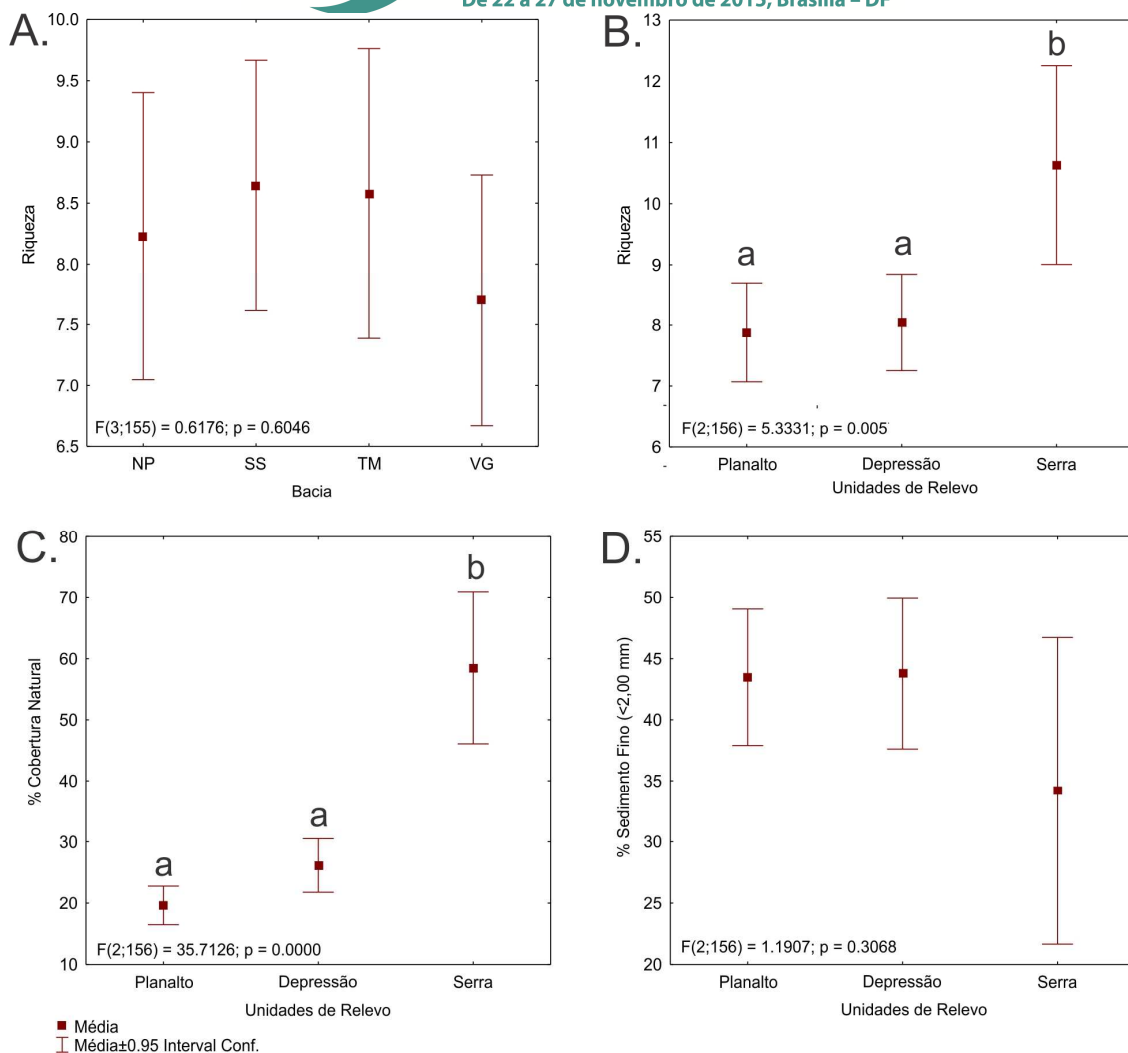 De 22 a 27 de novembro de 2015, Brasília – DF
A.
10.0
9.5
9.0
8.5
8.0
7.5
7.0
6.5
Riqueza
F(3;155) = 0.6176; p = 0.6046
NP SS TM VG
Bacia
B.
13
12
11
10
9
8
7
6
Riqueza
a a b
F(2;156) = 5.3331; p = 0.005
Planalto Depressão Serra
Unidades de Relevo
C.
80
70
60
50
40
30
20
10
% Cobertura Natural
a a b
F(2;156) = 35.7126; p = 0.0000
Planalto Depressão Serra
Unidades de Relevo
D.
55
50
45
40
35
30
25
20
% Sedimento Fino (<2,00 mm)
F(2;156) = 1.1907; p = 0.3068
Planalto Depressão Serra
Unidades de Relevo
Média
Média±0.95 Interval Conf.